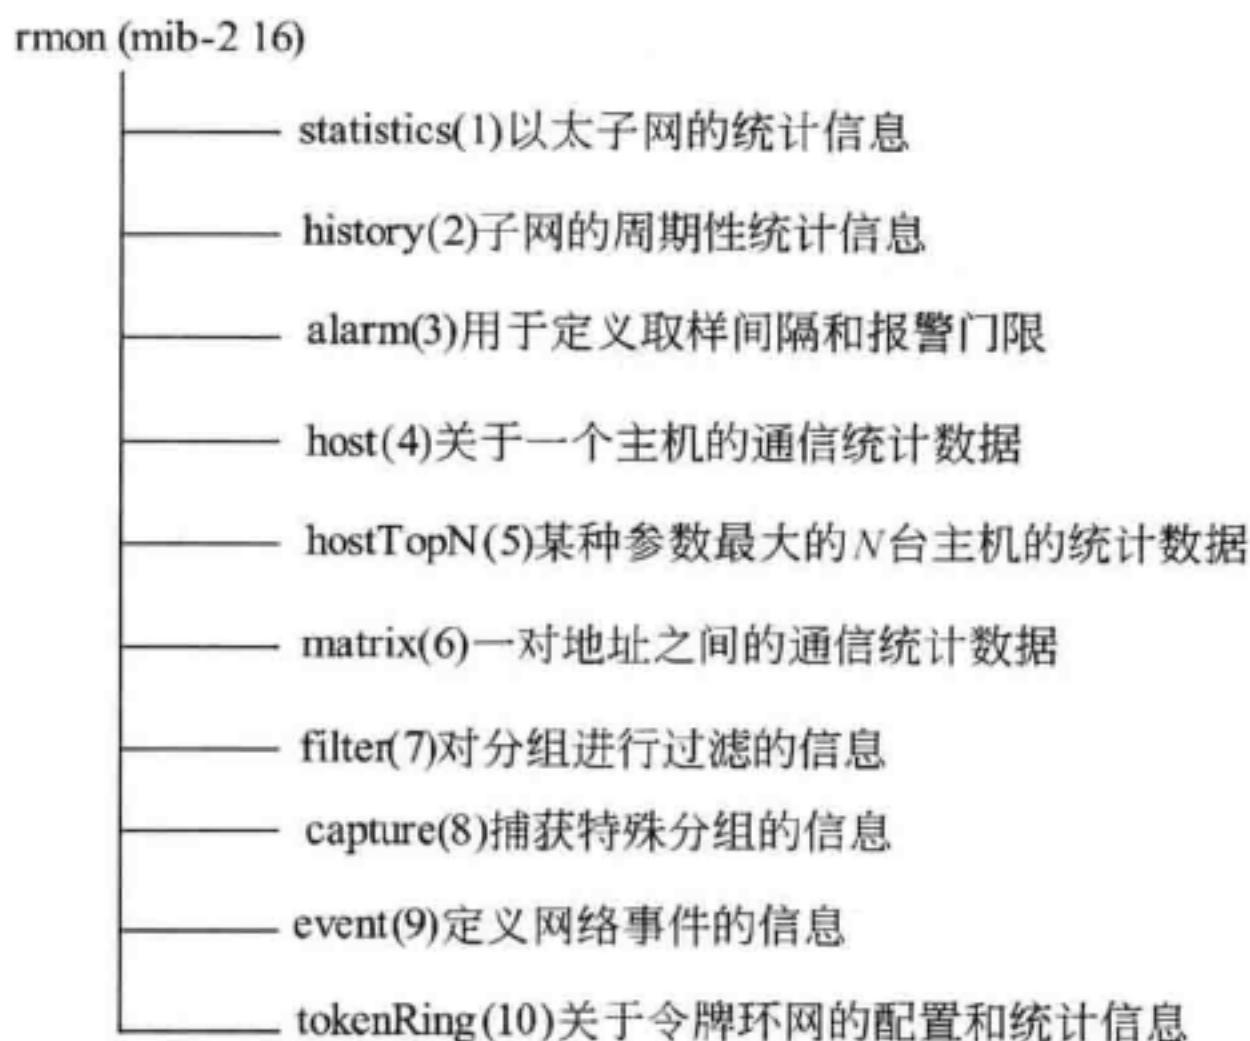 rmon (mib-2 16)
statistics(1)以太子网的统计信息
history(2)子网的周期性统计信息
alarm(3)用于定义取样间隔和报警门限
host(4)关于一个主机的通信统计数据
hostTopN(5)某种参数最大的N台主机的统计数据
matrix(6)一对地址之间的通信统计数据
filter(7)对分组进行过滤的信息
capture(8)捕获特殊分组的信息
event(9)定义网络事件的信息
tokenRing(10)关于令牌环网的配置和统计信息